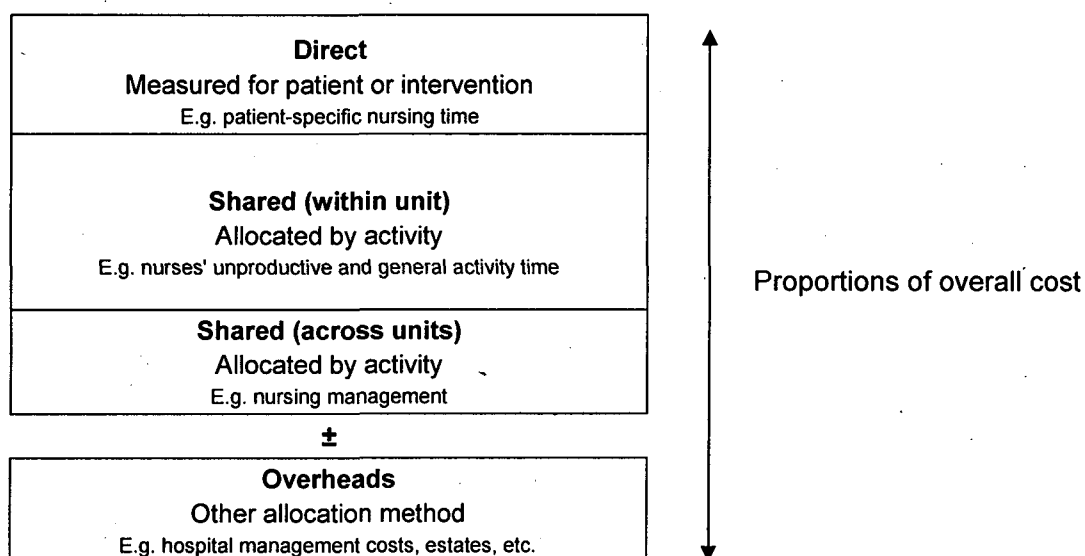 Direct
Measured for patient or intervention
E.g. patient-specific nursing time
Shared (within unit)
Allocated by activity
E.g. nurses' unproductive and general activity time
Shared (across units)
Allocated by activity
E.g. nursing management
±
Overheads
Other allocation method
E.g. hospital management costs, estates, etc.
Proportions of overall cost